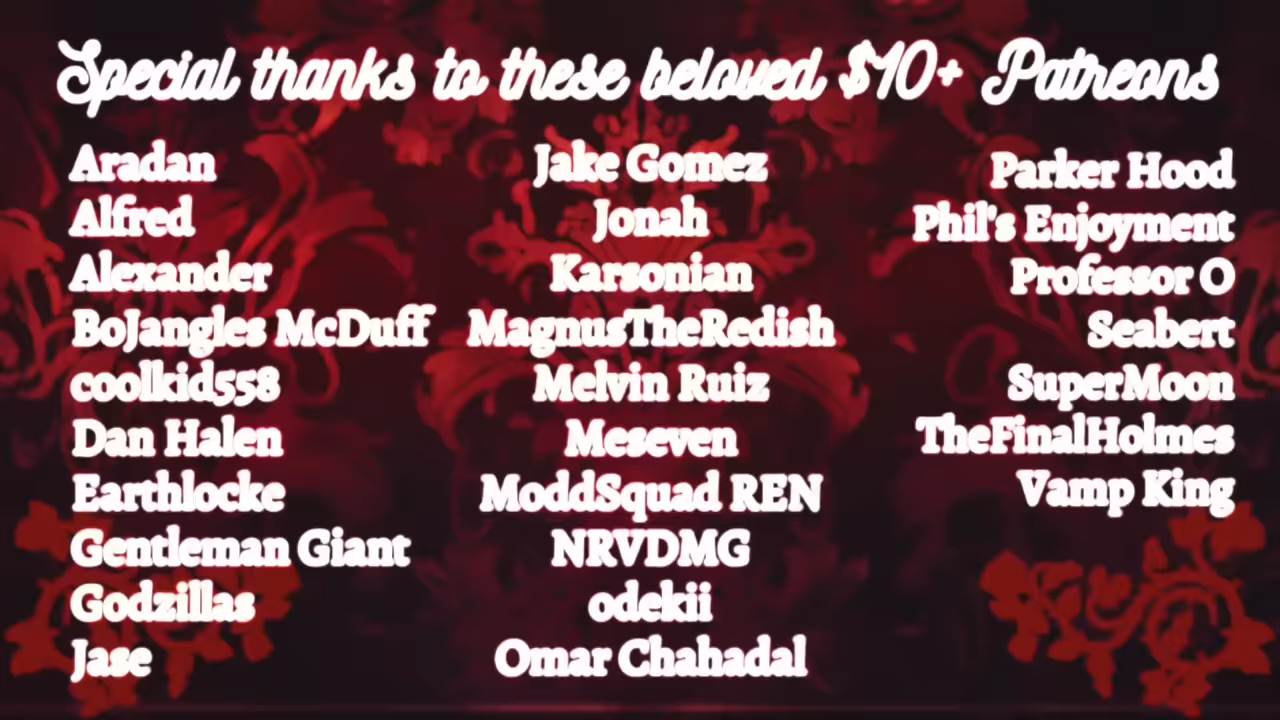 Special thanks to these beloved $10+ Patreons
Aradan
Alfred
Alexander
BoJangles McDuff
coolkid558
Dan Halen
Earthlocke
Gentleman Giant
Godzillas
Jase
Jake Gomez
Jonah
Karsonian
MagnusTheRedish
Melvin Ruiz
Meseven
ModdSquad REN
NRVDMG
odekii
Omar Chahadal
Parker Hood
Phil's Enjoyment
Professor O
Seabert
SuperMoon
TheFinalHolmes
Vamp King